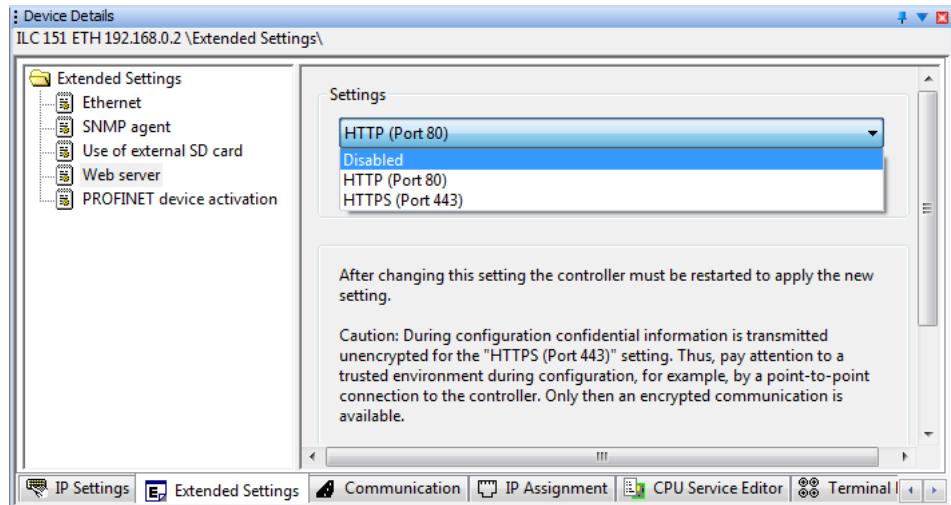 Device Details
ILC 151 ETH 192.168.0.2 \Extended Settings\
Extended Settings
Ethernet
SNMP agent
Use of external SD card
Web server
PROFINET device activation
Settings
HTTP (Port 80)
Disabled
HTTP (Port 80)
HTTPS (Port 443)
After changing this setting the controller must be restarted to apply the new
setting.
Caution: During configuration confidential information is transmitted
unencrypted for the "HTTPS (Port 443)" setting. Thus, pay attention to a
trusted environment during configuration, for example, by a point-to-point
connection to the controller. Only then an encrypted communication is
available.
IP Settings Extended Settings Communication IP Assignment CPU Service Editor Terminal